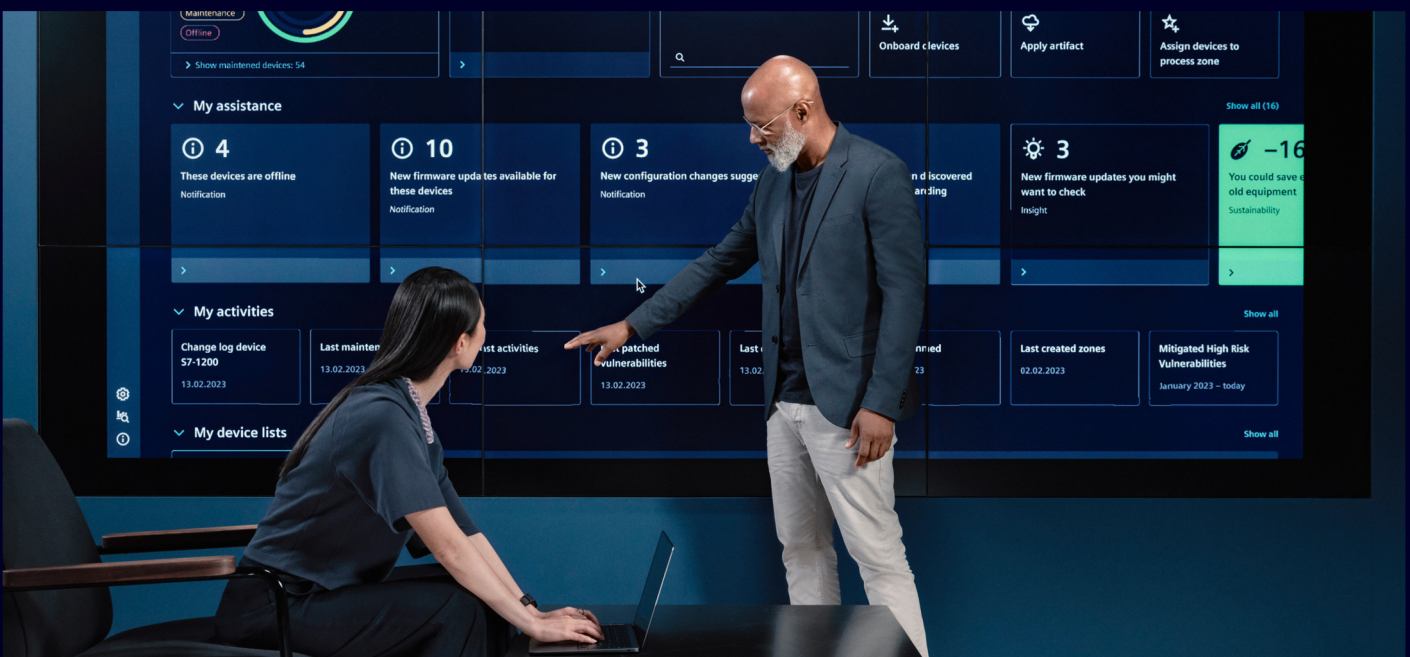 Maintenance
Offline
Show maintened devices: 54
Onboard devices
Apply artifact
Assign devices to
process zone
My assistance
Show all (16)
4
These devices are offline
Notification
10
New firmware updates available for
these devices
Notification
3
New configuration changes
Notification
discovered
3
New firmware updates you might
want to check
Insight
–16
You could save
old equipment
Sustainability
My activities
Show all
Change log device
S7-1200
13.02.2023
Last
13.02.2023
activities
13.02.2023
patched
vulnerabilities
13.02.2023
Last
13.02.
23
Last created zones
02.02.2023
Mitigated High Risk
Vulnerabilities
January 2023 – today
My device lists
Show all